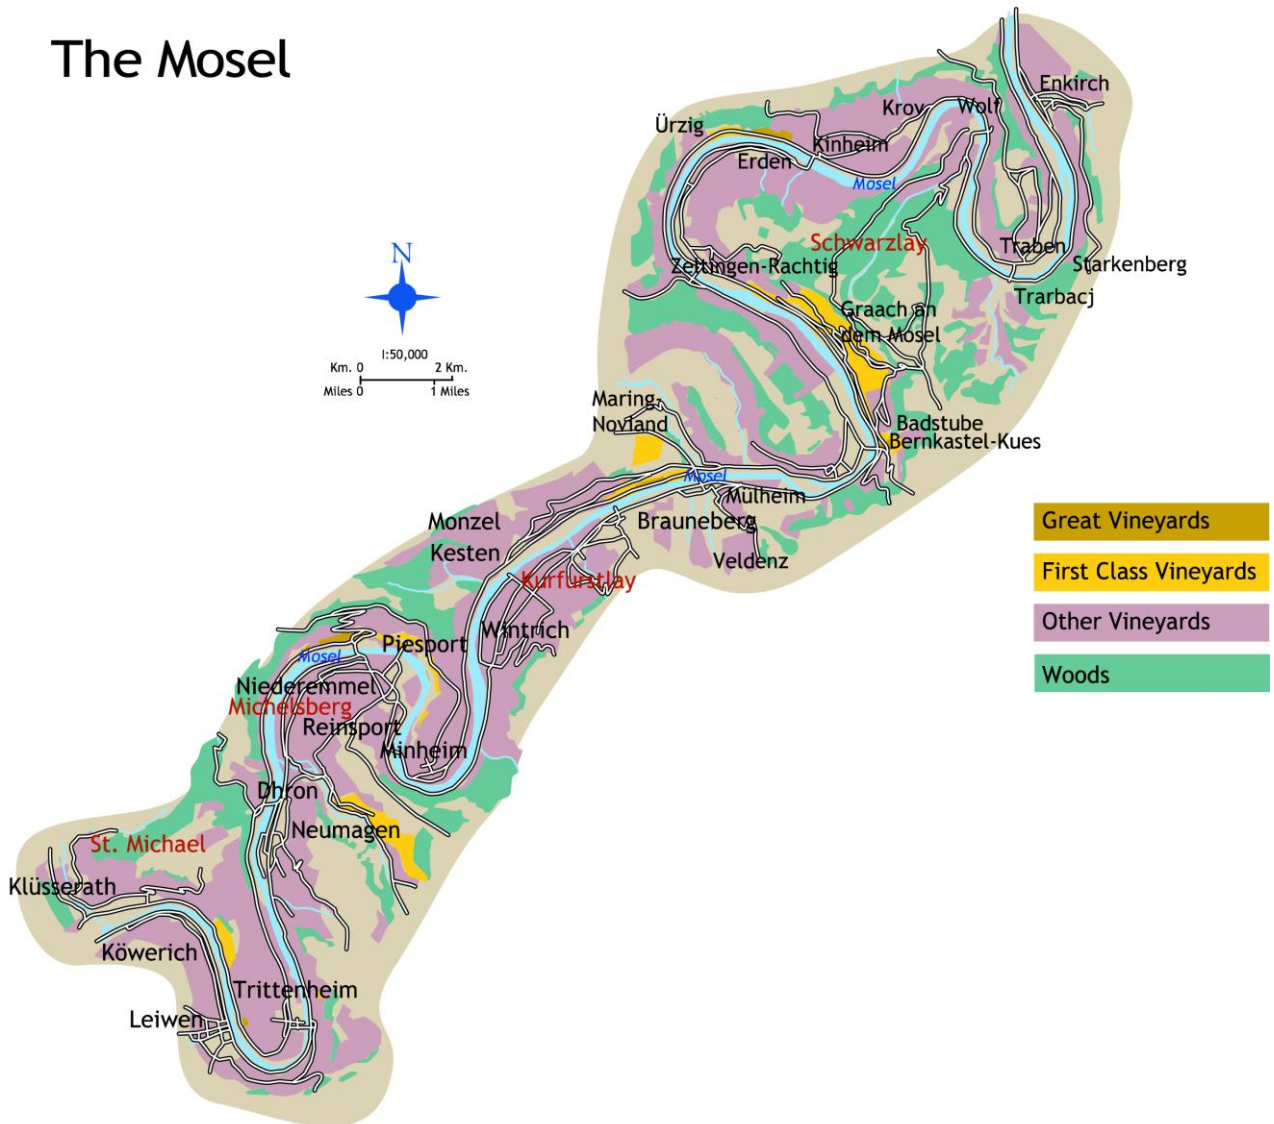 The Mosel
Enkirch
Krov
Wolf
Ürzig
Kinheim
Erden
Mosel
Schwarzlay
Traben
Starkenberg
Zeltingen-Rachtig
Trarbacj
N
Graach an
dem Mosel
1:50,000
Km. 0 2 Km.
Miles 0 1 Miles
Maring-
Novland
Badstube
Bernkastel-Kues
Mosel
Mülheim
Monzel
Brauneberg
Kesten
Veldenz
Kurfurstlay
Great Vineyards
First Class Vineyards
Other Vineyards
Woods
Wintrich
Piesport
Mosel
Niederemmel
Michelsberg
Reinsport
Minheim
Dhron
Neumagen
St. Michael
Klüsserath
Köwerich
Trittenheim
Leiwen